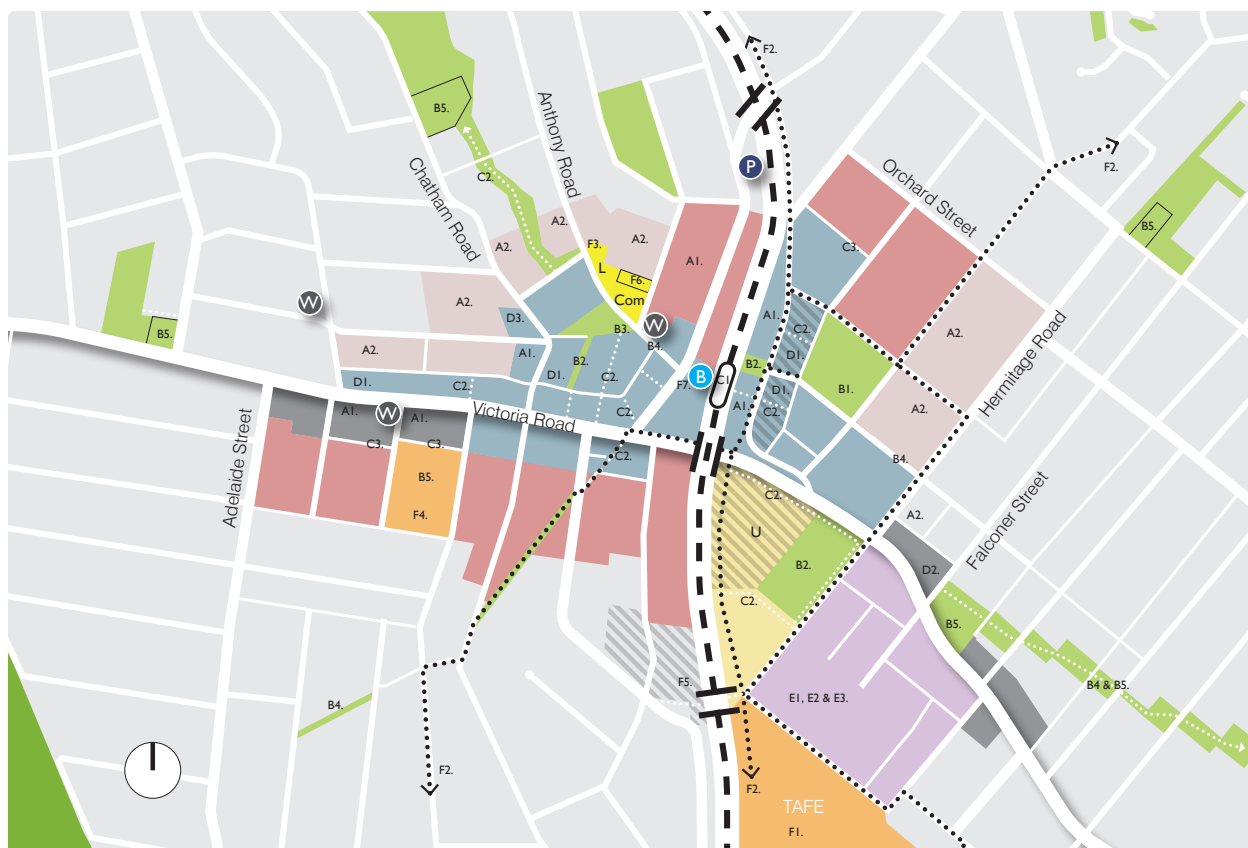 F2.
B5.
Anthony Road
P
F2.
Chatham Road
C2.
Orchard Street
B5.
A2.
A2.
A2.
F3.
C3.
A1.
L
F6.
W
A2.
Com
D3.
A1.
C2.
W
B3.
A2.
B5.
B4.
A2.
A1.
B2.
D1.
B2.
C2.
F7.
B
C1.
D1.
B1.
Hermitage Road
D1.
C2.
D1.
A1.
C2.
A2.
A1.
W
A1.
Victoria Road
C2.
C3.
C3.
C2.
B4.
Adelaide Street
B5.
C2.
Falconer Street
F4.
A2.
U
B2.
D2.
C2.
B5.
F5.
B4 & B5.
E1, E2 & E3.
B4.
F2.
F2.
TAFE
F1.